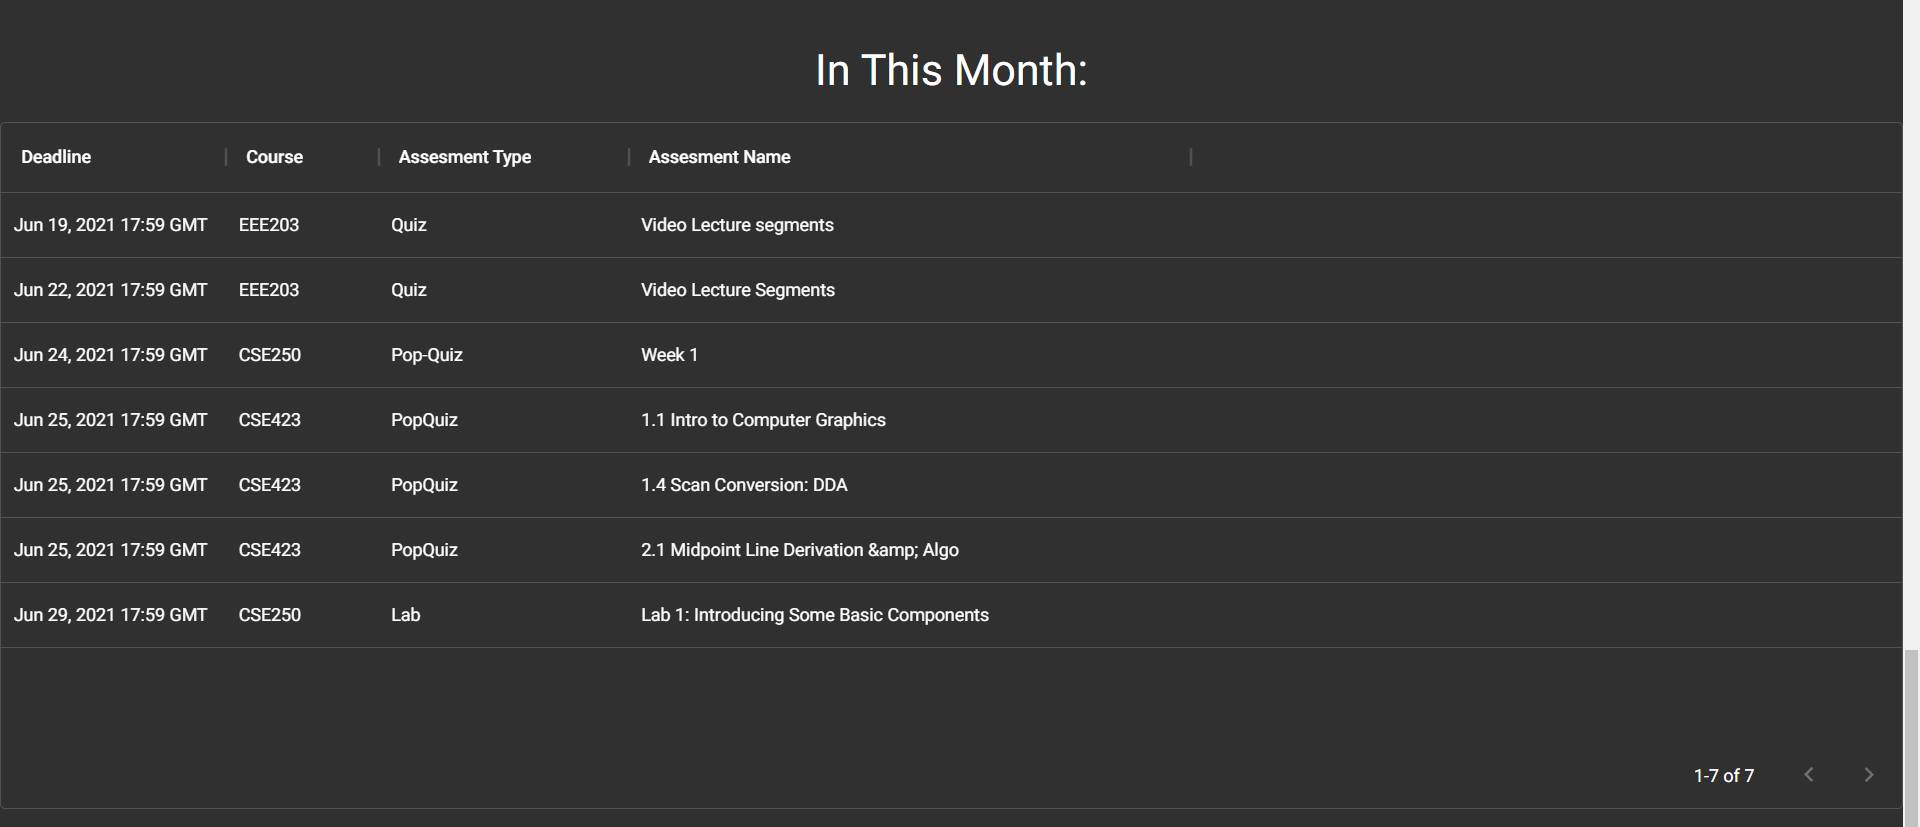 In This Month:
Deadline Course Assesment Type Assesment Name
Jun 19, 2021 17:59 GMT EEE203 Quiz Video Lecture segments
Jun 22, 2021 17:59 GMT EEE203 Quiz Video Lecture Segments
Jun 24, 2021 17:59 GMT CSE250 Pop-Quiz Week 1
Jun 25, 2021 17:59 GMT CSE423 PopQuiz 1.1 Intro to Computer Graphics
Jun 25, 2021 17:59 GMT CSE423 PopQuiz 1.4 Scan Conversion: DDA
Jun 25, 2021 17:59 GMT CSE423 PopQuiz 2.1 Midpoint Line Derivation &amp; Algo
Jun 29, 2021 17:59 GMT CSE250 Lab Lab 1: Introducing Some Basic Components
1-7 of 7